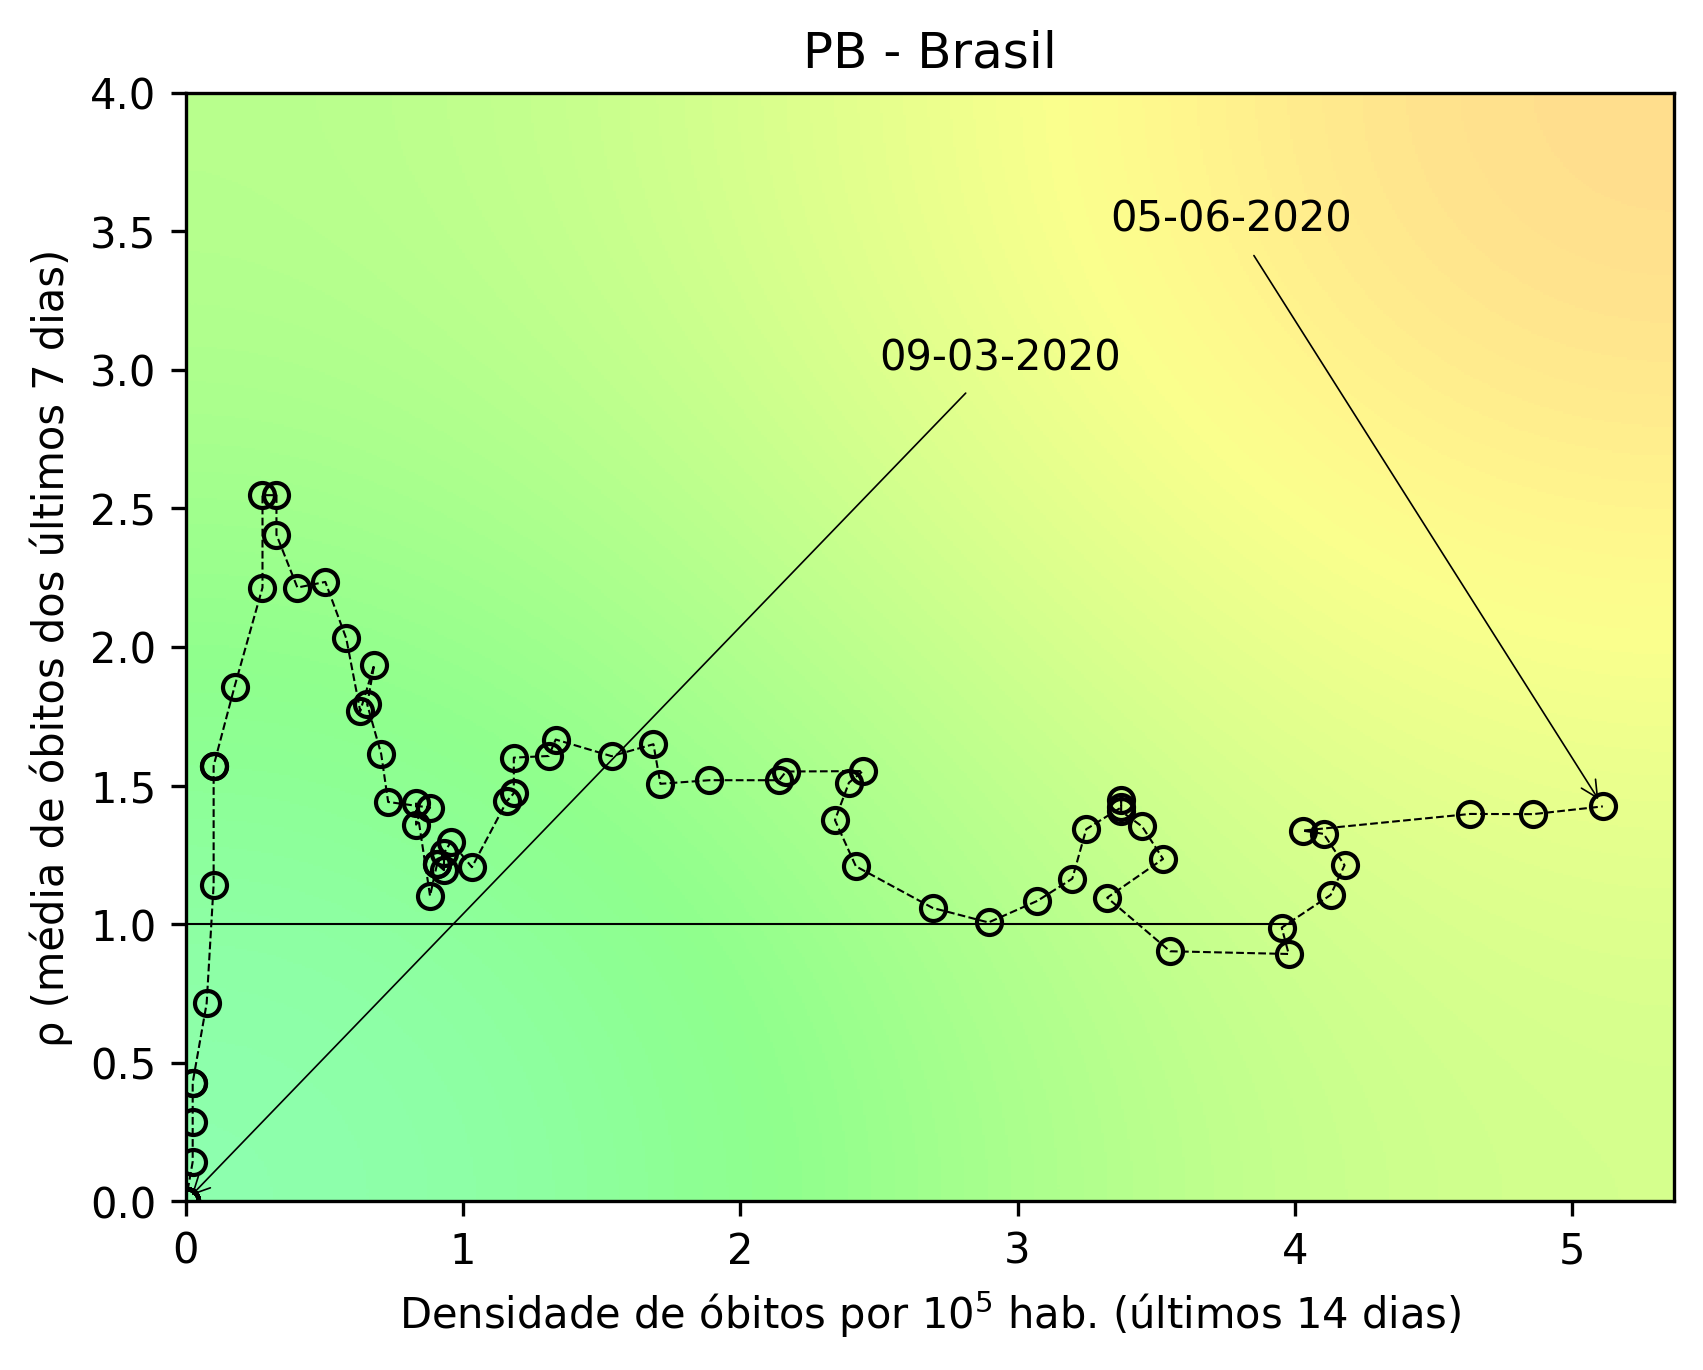 PB - Brasil
4.0
3.5
3.0
2.5
2.0
1.5
1.0
0.5
0.0
ρ (média de óbitos dos últimos 7 dias)
05-06-2020
09-03-2020
0 1 2 3 4 5
Densidade de óbitos por 10⁵ hab. (últimos 14 dias)